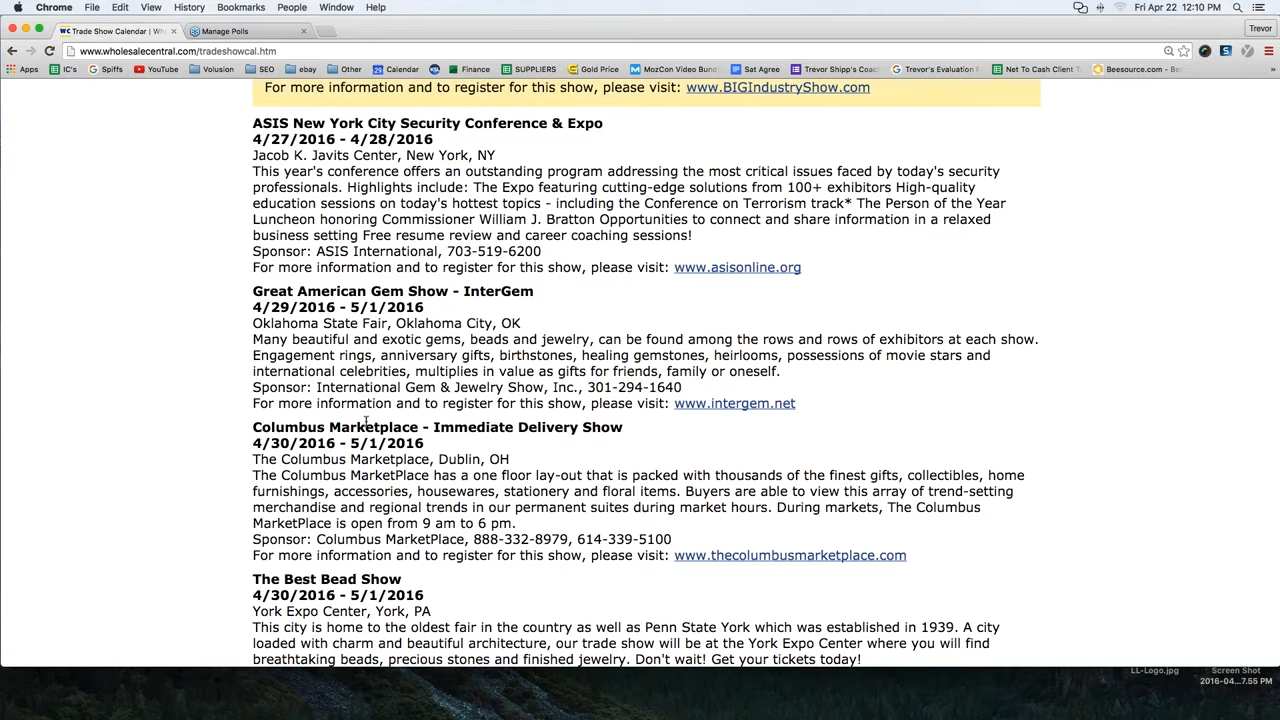 Chrome File Edit View History Bookmarks People Window Help Fri Apr 22 12:10 PM
WC Trade Show Calendar | Wh Manage Polls Trevor
www.wholesalecentral.com/tradeshowcal.htm
Apps IC's Spiffs YouTube Volusion SEO ebay Other Calendar Finance SUPPLIERS Gold Price MozCon Video Bund Sat Agree Trevor Shipp's Coac Trevor's Evaluation Net To Cash Client T Beesource.com - Be »
For more information and to register for this show, please visit: www.BIGIndustryShow.com
ASIS New York City Security Conference & Expo
4/27/2016 - 4/28/2016
Jacob K. Javits Center, New York, NY
This year's conference offers an outstanding program addressing the most critical issues faced by today's security
professionals. Highlights include: The Expo featuring cutting-edge solutions from 100+ exhibitors High-quality
education sessions on today's hottest topics - including the Conference on Terrorism track* The Person of the Year
Luncheon honoring Commissioner William J. Bratton Opportunities to connect and share information in a relaxed
business setting Free resume review and career coaching sessions!
Sponsor: ASIS International, 703-519-6200
For more information and to register for this show, please visit: www.asisonline.org
Great American Gem Show - InterGem
4/29/2016 - 5/1/2016
Oklahoma State Fair, Oklahoma City, OK
Many beautiful and exotic gems, beads and jewelry, can be found among the rows and rows of exhibitors at each show.
Engagement rings, anniversary gifts, birthstones, healing gemstones, heirlooms, possessions of movie stars and
international celebrities, multiplies in value as gifts for friends, family or oneself.
Sponsor: International Gem & Jewelry Show, Inc., 301-294-1640
For more information and to register for this show, please visit: www.intergem.net
Columbus Marketplace - Immediate Delivery Show
4/30/2016 - 5/1/2016
The Columbus Marketplace, Dublin, OH
The Columbus MarketPlace has a one floor lay-out that is packed with thousands of the finest gifts, collectibles, home
furnishings, accessories, housewares, stationery and floral items. Buyers are able to view this array of trend-setting
merchandise and regional trends in our permanent suites during market hours. During markets, The Columbus
MarketPlace is open from 9 am to 6 pm.
Sponsor: Columbus MarketPlace, 888-332-8979, 614-339-5100
For more information and to register for this show, please visit: www.thecolumbusmarketplace.com
The Best Bead Show
4/30/2016 - 5/1/2016
York Expo Center, York, PA
This city is home to the oldest fair in the country as well as Penn State York which was established in 1939. A city
loaded with charm and beautiful architecture, our trade show will be at the York Expo Center where you will find
breathtaking beads, precious stones and finished jewelry. Don't wait! Get your tickets today!
LL-Logo.jpg Screen Shot
2016-04...7.55 PM